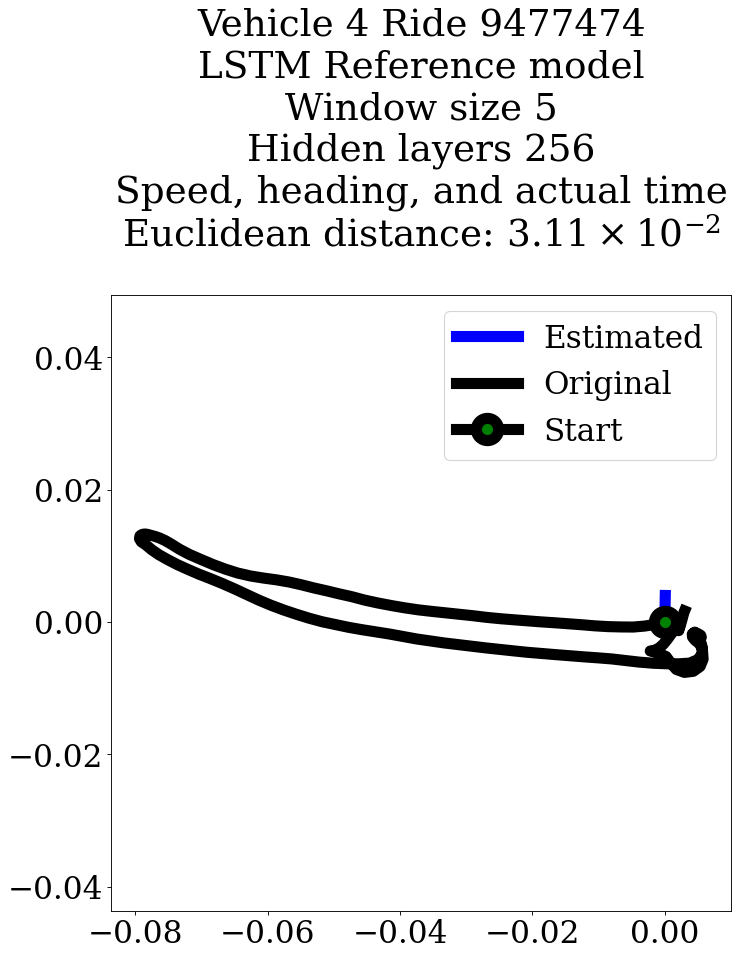 Vehicle 4 Ride 9477474
LSTM Reference model
Window size 5
Hidden layers 256
Speed, heading, and actual time
Euclidean distance: 3.11 × 10⁻²
Estimated
Original
Start
0.04
0.02
0.00
−0.02
−0.04
−0.08 −0.06 −0.04 −0.02 0.00